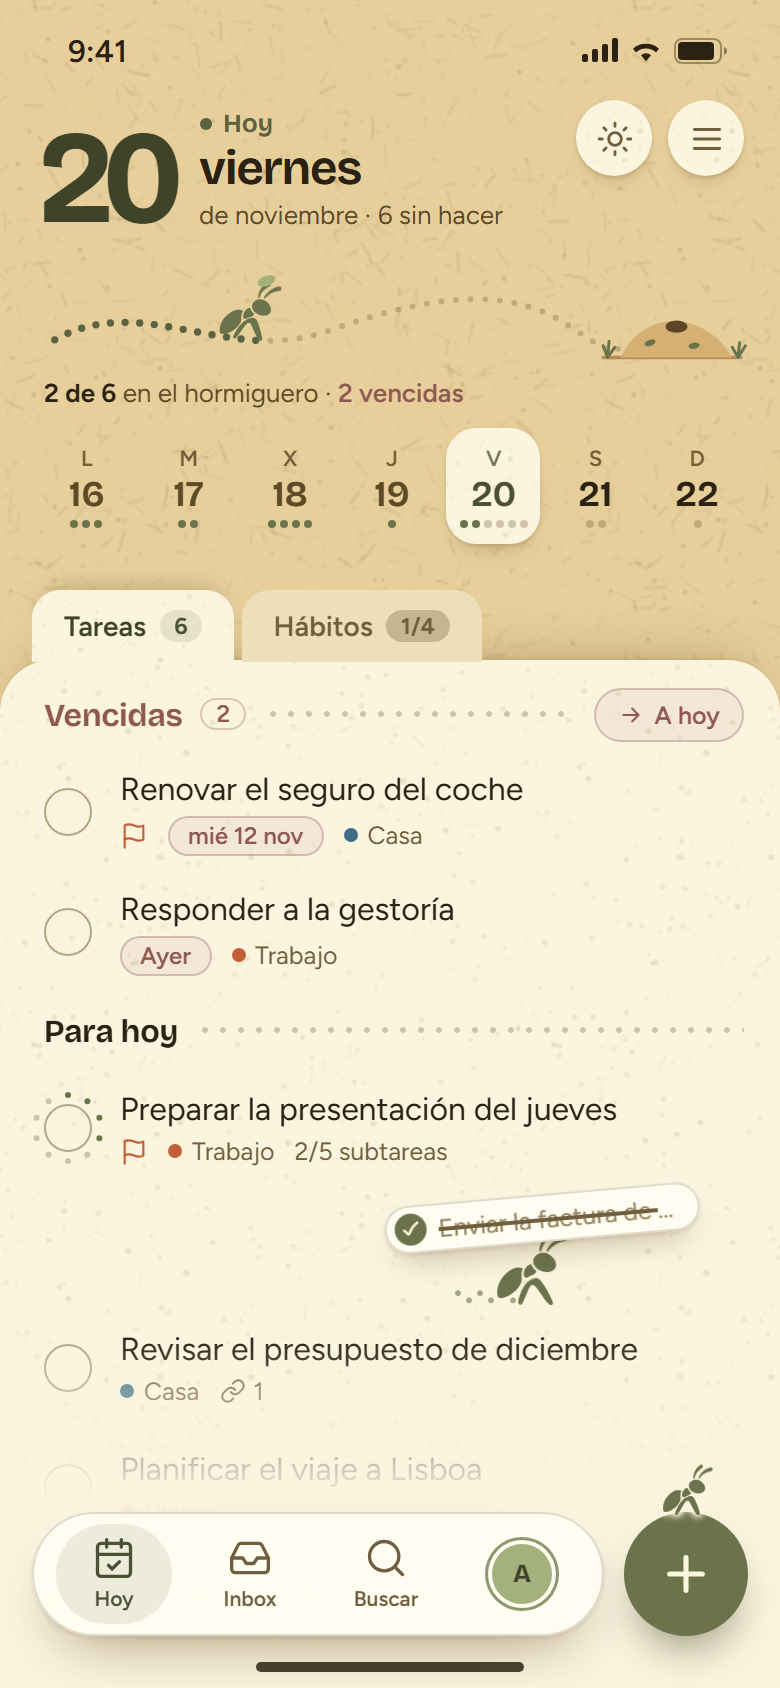 9:41
20
Hoy
viernes
de noviembre · 6 sin hacer
2 de 6 en el hormiguero · 2 vencidas
L M X J V S D
16 17 18 19 20 21 22
Tareas 6 Hábitos 1/4
Vencidas 2 → A hoy
Renovar el seguro del coche
mié 12 nov Casa
Responder a la gestoría
Ayer Trabajo
Para hoy
Preparar la presentación del jueves
Trabajo 2/5 subtareas
Enviar la factura de ...
Revisar el presupuesto de diciembre
Casa 1
Planificar el viaje a Lisboa
Hoy Inbox Buscar A